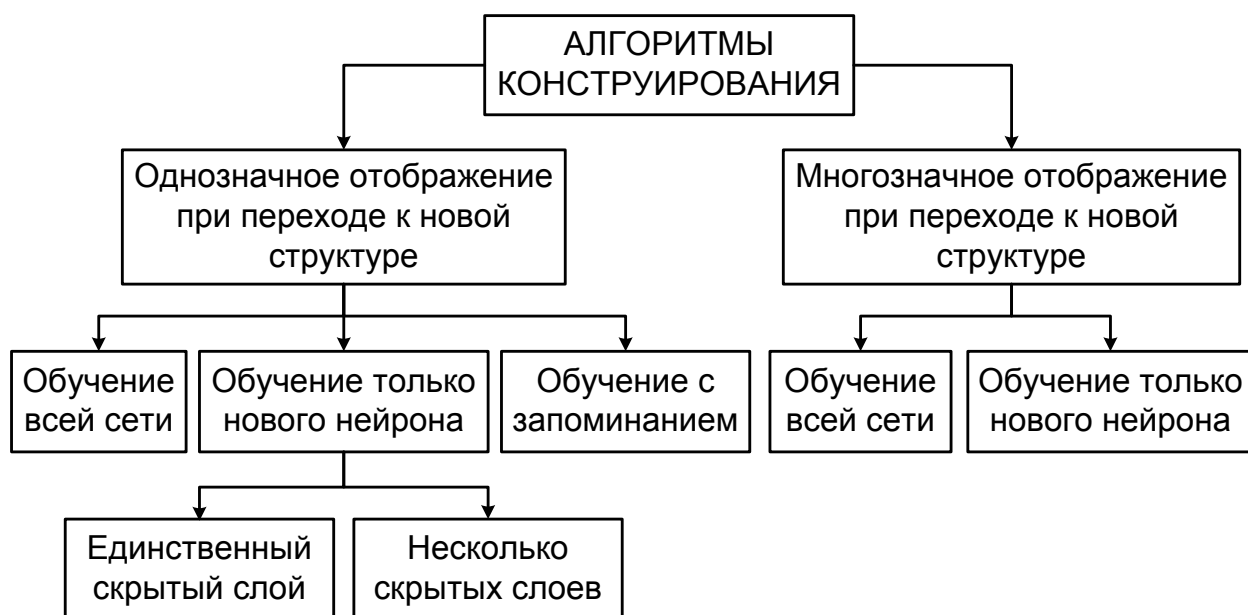 АЛГОРИТМЫ
КОНСТРУИРОВАНИЯ
Однозначное отображение
при переходе к новой
структуре
Многозначное отображение
при переходе к новой
структуре
Обучение
всей сети
Обучение только
нового нейрона
Обучение с
запоминанием
Обучение
всей сети
Обучение только
нового нейрона
Единственный
скрытый слой
Несколько
скрытых слоев